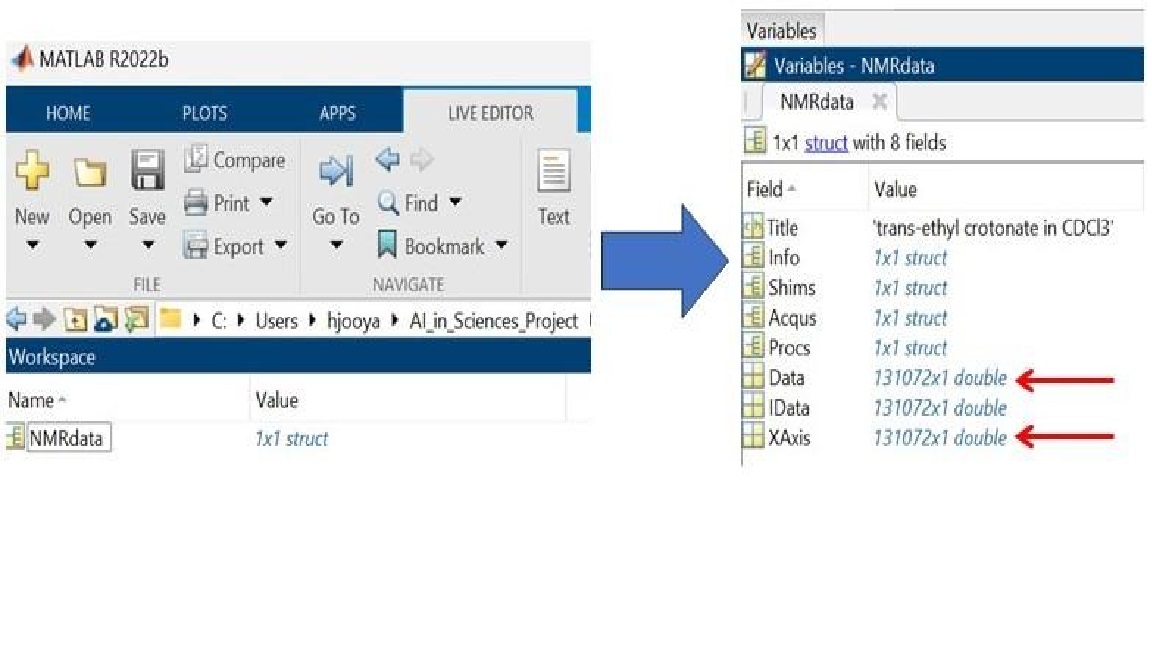 MATLAB R2022b
HOME PLOTS APPS LIVE EDITOR
New
Open
Save
Compare
Print
Export
FILE
Go To
Find
Bookmark
NAVIGATE
Text
C: Users hjooya AI_in_Sciences_Project
Workspace
Name Value
NMRdata 1x1 struct
Variables
Variables - NMRdata
NMRdata
1x1 struct with 8 fields
Field Value
Title 'trans-ethyl crotonate in CDCl3'
Info 1x1 struct
Shims 1x1 struct
Acqus 1x1 struct
Procs 1x1 struct
Data 131072x1 double
IData 131072x1 double
XAxis 131072x1 double